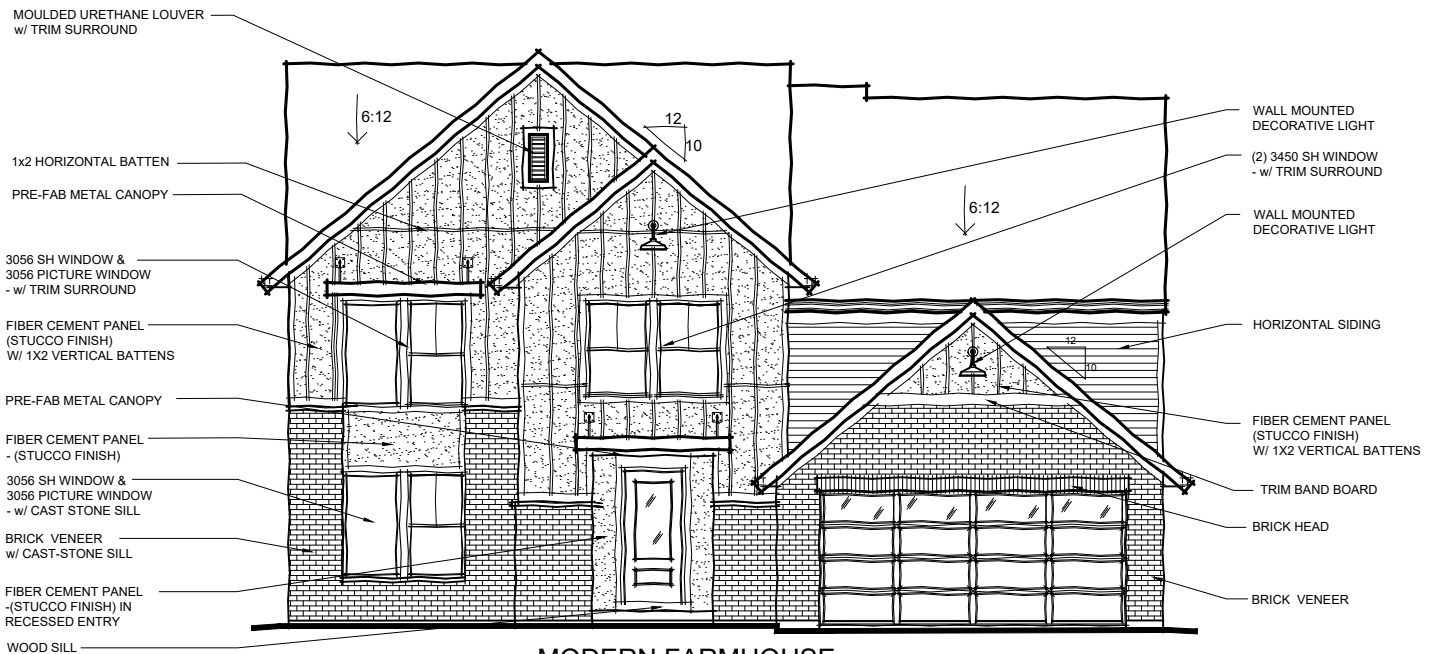 MOULDED URETHANE LOUVER
w/ TRIM SURROUND
6:12
1x2 HORIZONTAL BATTEN
PRE-FAB METAL CANOPY
3056 SH WINDOW &
3056 PICTURE WINDOW
- w/ TRIM SURROUND
FIBER CEMENT PANEL
(STUCCO FINISH)
W/ 1X2 VERTICAL BATTENS
PRE-FAB METAL CANOPY
FIBER CEMENT PANEL
- (STUCCO FINISH)
3056 SH WINDOW &
3056 PICTURE WINDOW
- w/ CAST STONE SILL
BRICK VENEER
w/ CAST-STONE SILL
FIBER CEMENT PANEL
-(STUCCO FINISH) IN
RECESSED ENTRY
WOOD SILL
12
10
WALL MOUNTED
DECORATIVE LIGHT
(2) 3450 SH WINDOW
- w/ TRIM SURROUND
6:12
WALL MOUNTED
DECORATIVE LIGHT
HORIZONTAL SIDING
12
10
FIBER CEMENT PANEL
(STUCCO FINISH)
W/ 1X2 VERTICAL BATTENS
TRIM BAND BOARD
BRICK HEAD
BRICK VENEER
MODERN FARMHOUSE